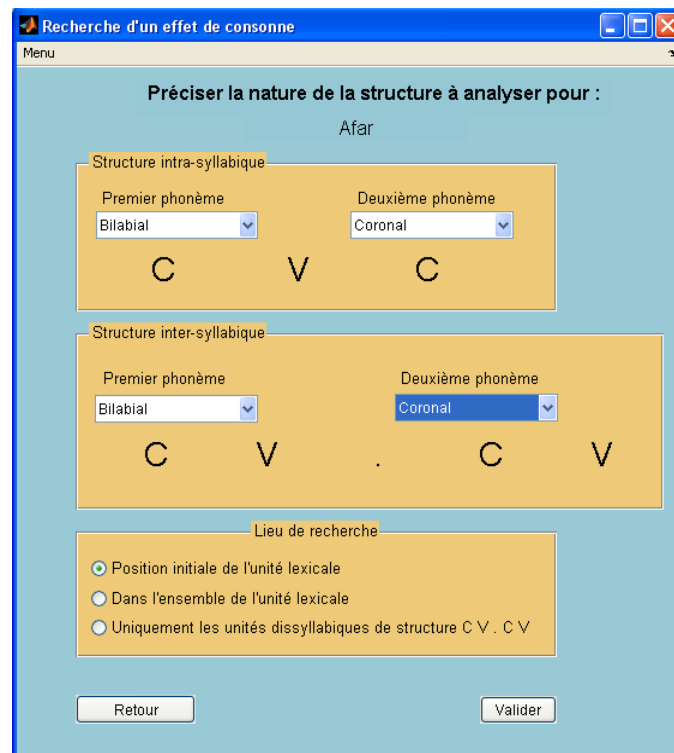 Recherche d'un effet de consonne
Menu
Préciser la nature de la structure à analyser pour :
Afar
Structure intra-syllabique
Premier phonème Deuxième phonème
Bilabial Coronal
C V C
Structure inter-syllabique
Premier phonème Deuxième phonème
Bilabial Coronal
C V . C V
Lieu de recherche
Position initiale de l'unité lexicale
Dans l'ensemble de l'unité lexicale
Uniquement les unités dissyllabiques de structure C V . C V
Retour Valider